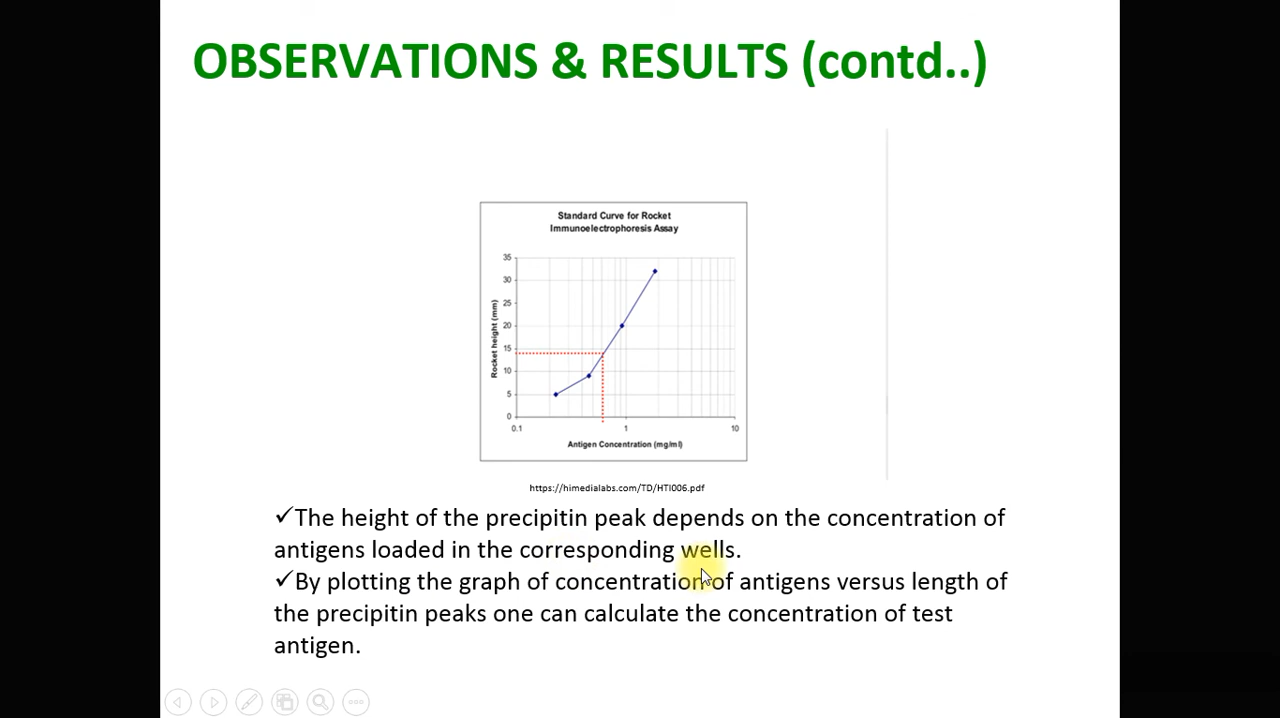 OBSERVATIONS & RESULTS (contd..)
Standard Curve for Rocket
Immunoelectrophoresis Assay
35
30
25
20
15
10
5
0
Rocket height (mm)
0.1
1
10
Antigen Concentration (mg/ml)
https://himedialabs.com/TD/HTI006.pdf
✓The height of the precipitin peak depends on the concentration of
antigens loaded in the corresponding wells.
✓By plotting the graph of concentration of antigens versus length of
the precipitin peaks one can calculate the concentration of test
antigen.